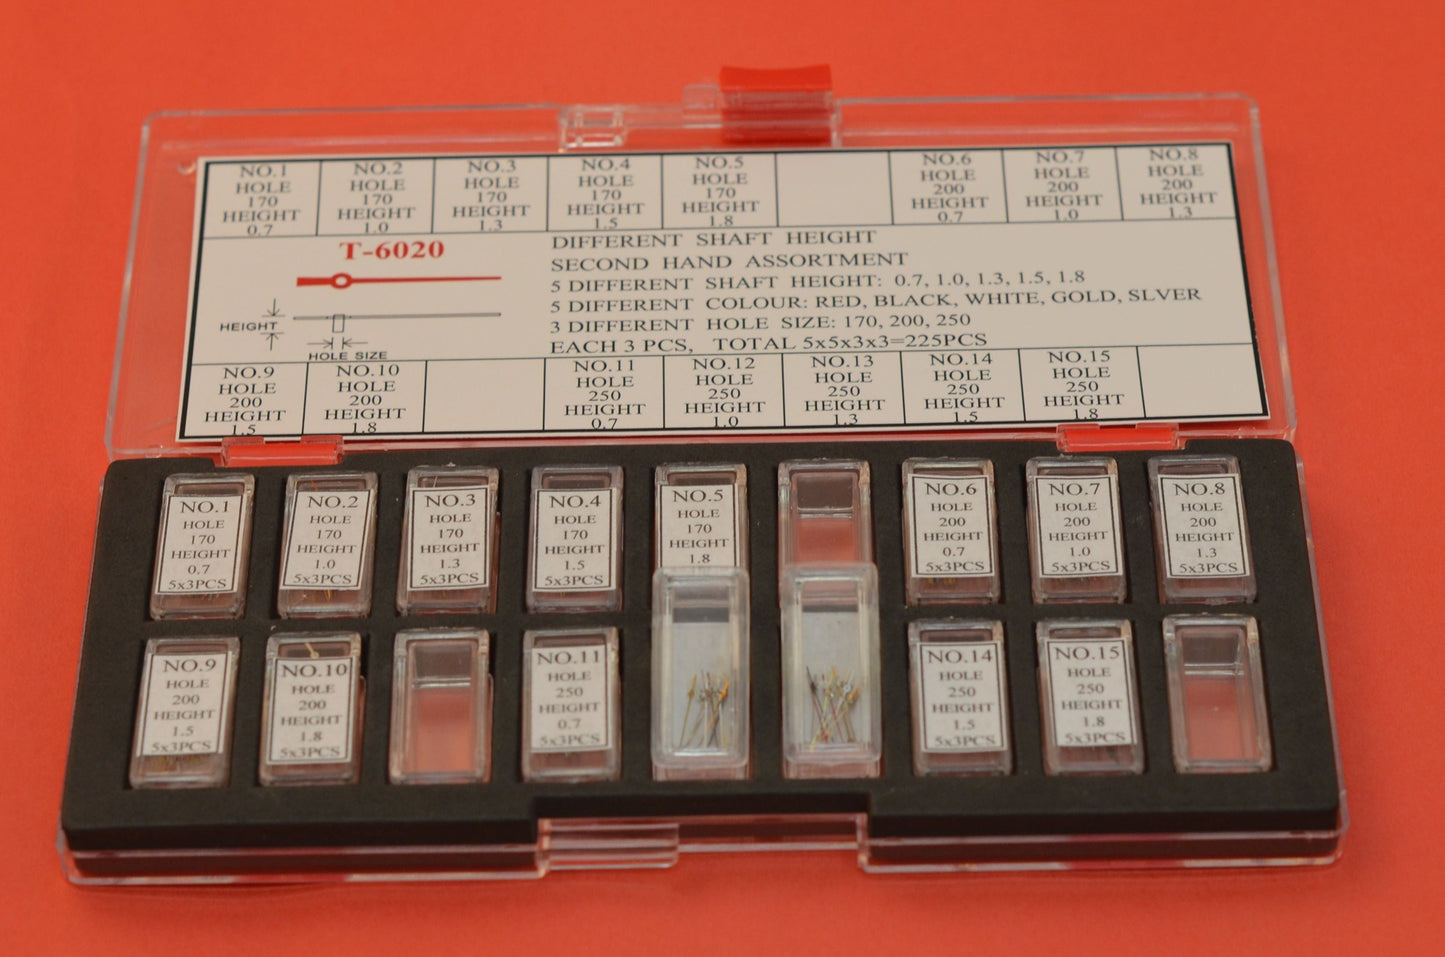 NO.1
HOLE
170
HEIGHT
0.7
NO.2
HOLE
170
HEIGHT
1.0
NO.3
HOLE
170
HEIGHT
1.3
NO.4
HOLE
170
HEIGHT
1.5
NO.5
HOLE
170
HEIGHT
1.8
NO.6
HOLE
200
HEIGHT
0.7
NO.7
HOLE
200
HEIGHT
1.0
NO.8
HOLE
200
HEIGHT
1.3
T-6020
HEIGHT
HOLE SIZE
DIFFERENT SHAFT HEIGHT
SECOND HAND ASSORTMENT
5 DIFFERENT SHAFT HEIGHT: 0.7, 1.0, 1.3, 1.5, 1.8
5 DIFFERENT COLOUR: RED, BLACK, WHITE, GOLD, SLVER
3 DIFFERENT HOLE SIZE: 170, 200, 250
EACH 3 PCS, TOTAL 5x5x3x3=225PCS
NO.9
HOLE
200
HEIGHT
1.5
NO.10
HOLE
200
HEIGHT
1.8
NO.11
HOLE
250
HEIGHT
0.7
NO.12
HOLE
250
HEIGHT
1.0
NO.13
HOLE
250
HEIGHT
1.3
NO.14
HOLE
250
HEIGHT
1.5
NO.15
HOLE
250
HEIGHT
1.8
NO.1
HOLE
170
HEIGHT
0.7
5x3PCS
NO.2
HOLE
170
HEIGHT
1.0
5x3PCS
NO.3
HOLE
170
HEIGHT
1.3
5x3PCS
NO.4
HOLE
170
HEIGHT
1.5
5x3PCS
NO.5
HOLE
170
HEIGHT
1.8
NO.6
HOLE
200
HEIGHT
0.7
5x3PCS
NO.7
HOLE
200
HEIGHT
1.0
5x3PCS
NO.8
HOLE
200
HEIGHT
1.3
5x3PCS
NO.9
HOLE
200
HEIGHT
1.5
5x3PCS
NO.10
HOLE
200
HEIGHT
1.8
5x3PCS
NO.11
HOLE
250
HEIGHT
0.7
5x3PCS
NO.14
HOLE
250
HEIGHT
1.5
5x3PCS
NO.15
HOLE
250
HEIGHT
1.8
5x3PCS